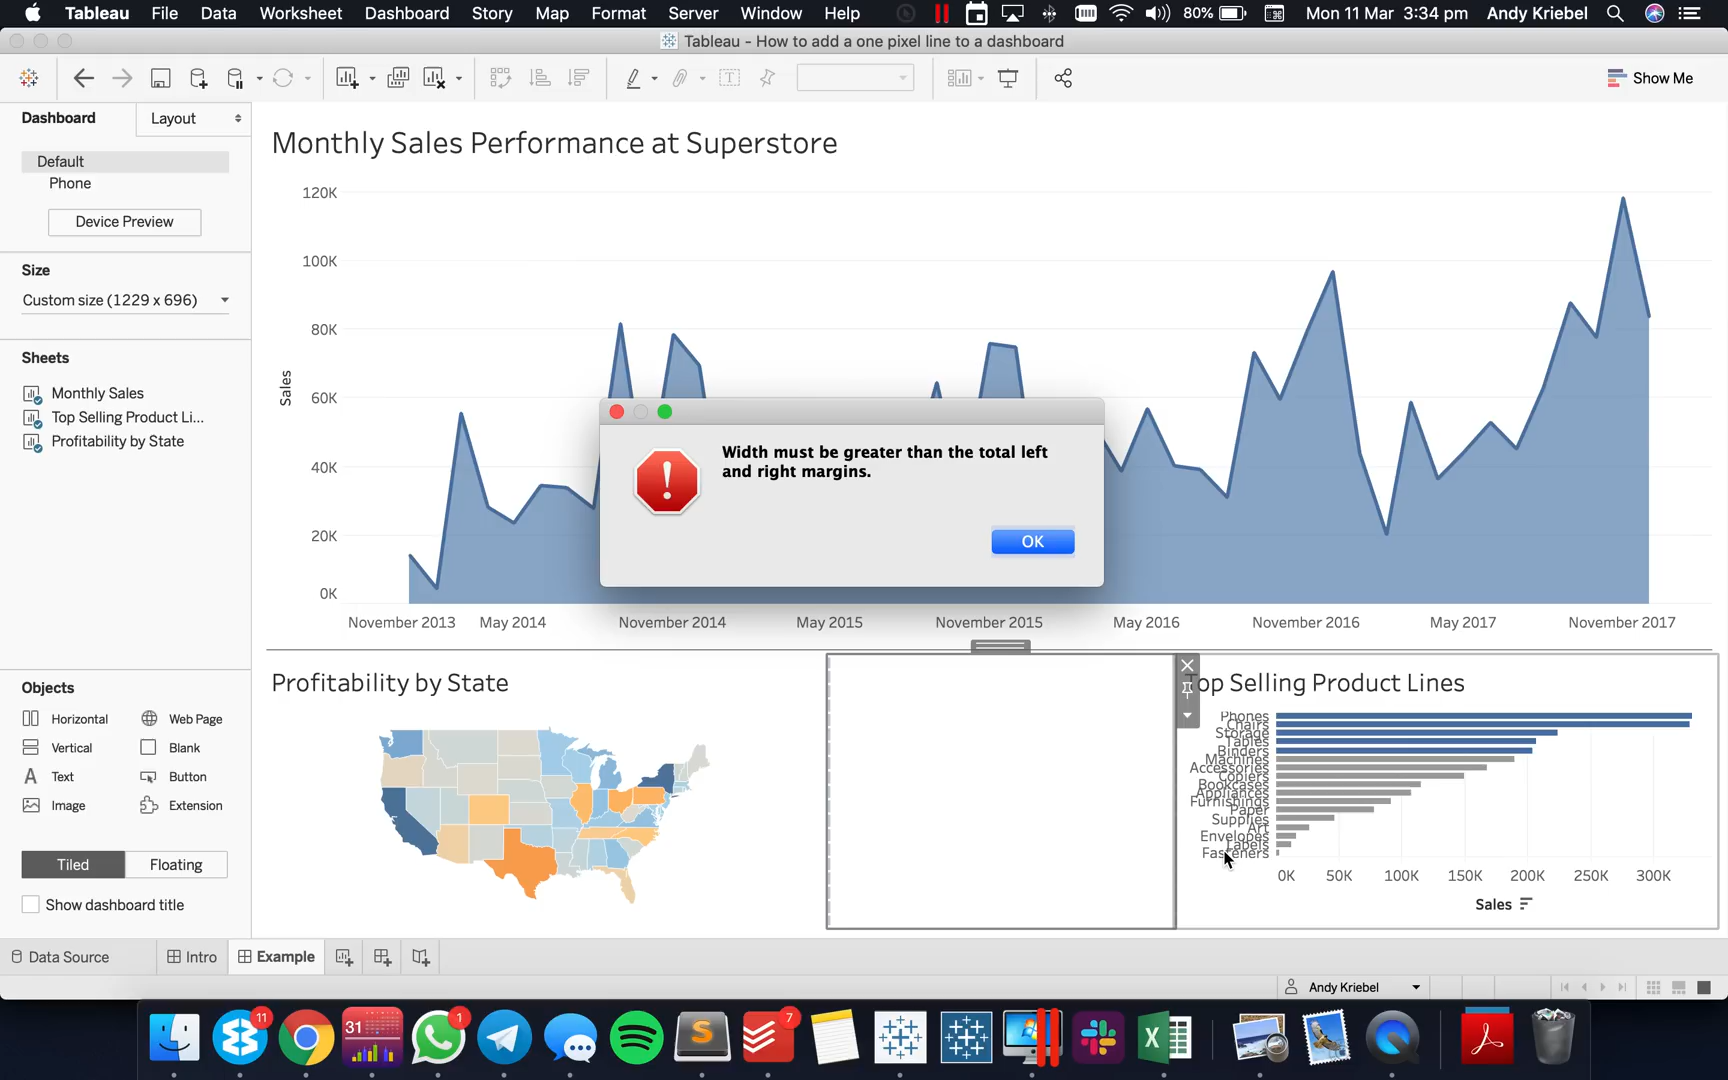 Tableau File Data Worksheet Dashboard Story Map Format Server Window Help 80% Mon 11 Mar 3:34 pm Andy Kriebel
Tableau - How to add a one pixel line to a dashboard
Show Me
Dashboard Layout
Default
Phone
Device Preview
Size
Custom size (1229 x 696)
Sheets
Monthly Sales
Top Selling Product Li...
Profitability by State
Objects
Horizontal Web Page
Vertical Blank
Text Button
Image Extension
Tiled Floating
Show dashboard title
Monthly Sales Performance at Superstore
120K
100K
80K
60K
40K
20K
0K
Sales
November 2013 May 2014 November 2014 May 2015 November 2015 May 2016 November 2016 May 2017 November 2017
Width must be greater than the total left
and right margins.
OK
Profitability by State
Top Selling Product Lines
Phones
Chairs
Storage
Tables
Binders
Machines
Accessories
Copiers
Bookcases
Appliances
Furnishings
Paper
Supplies
Art
Envelopes
Labels
Fasteners
0K 50K 100K 150K 200K 250K 300K
Sales
Data Source Intro Example
Andy Kriebel
11
31
1
7